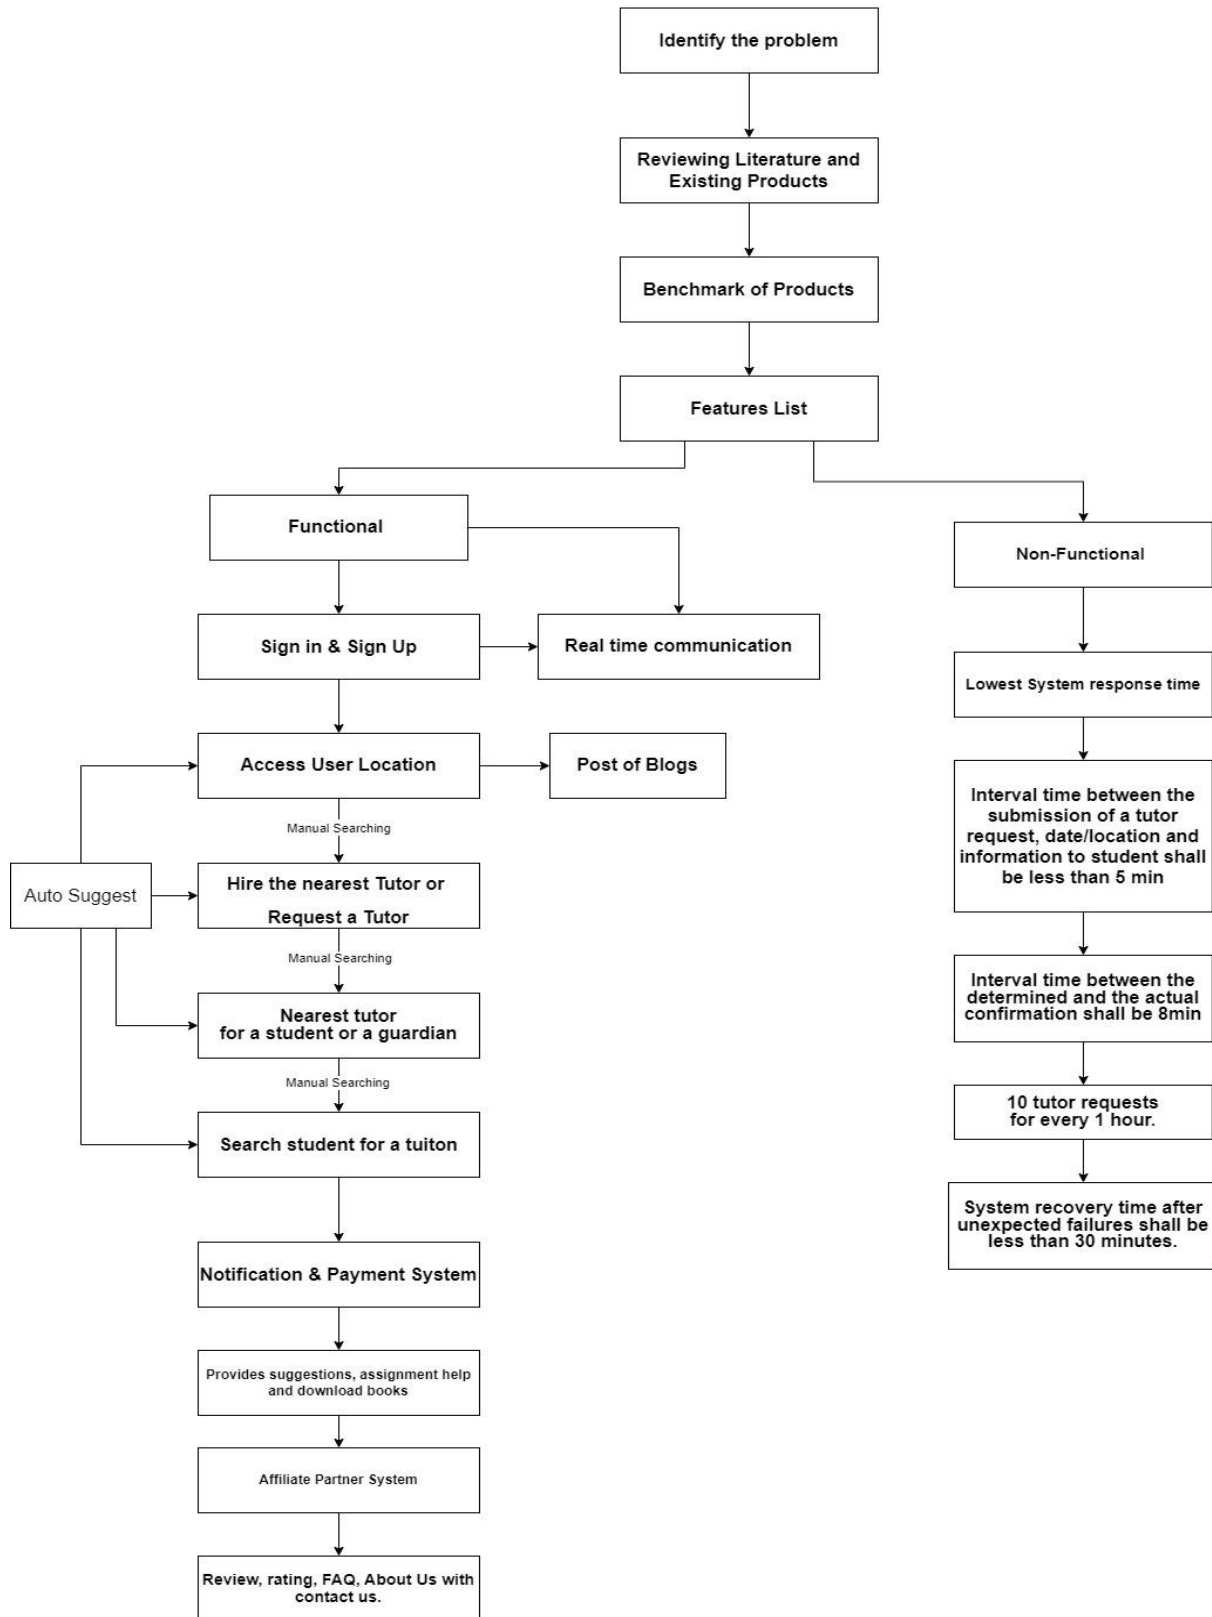 Identify the problem
Reviewing Literature and
Existing Products
Benchmark of Products
Features List
Functional
Non-Functional
Sign in & Sign Up
Real time communication
Lowest System response time
Access User Location
Post of Blogs
Interval time between the
submission of a tutor
request, date/location and
information to student shall
be less than 5 min
Manual Searching
Auto Suggest
Hire the nearest Tutor or
Request a Tutor
Manual Searching
Interval time between the
determined and the actual
confirmation shall be 8min
Nearest tutor
for a student or a guardian
Manual Searching
10 tutor requests
for every 1 hour.
Search student for a tuiton
System recovery time after
unexpected failures shall be
less than 30 minutes.
Notification & Payment System
Provides suggestions, assignment help
and download books
Affiliate Partner System
Review, rating, FAQ, About Us with
contact us.